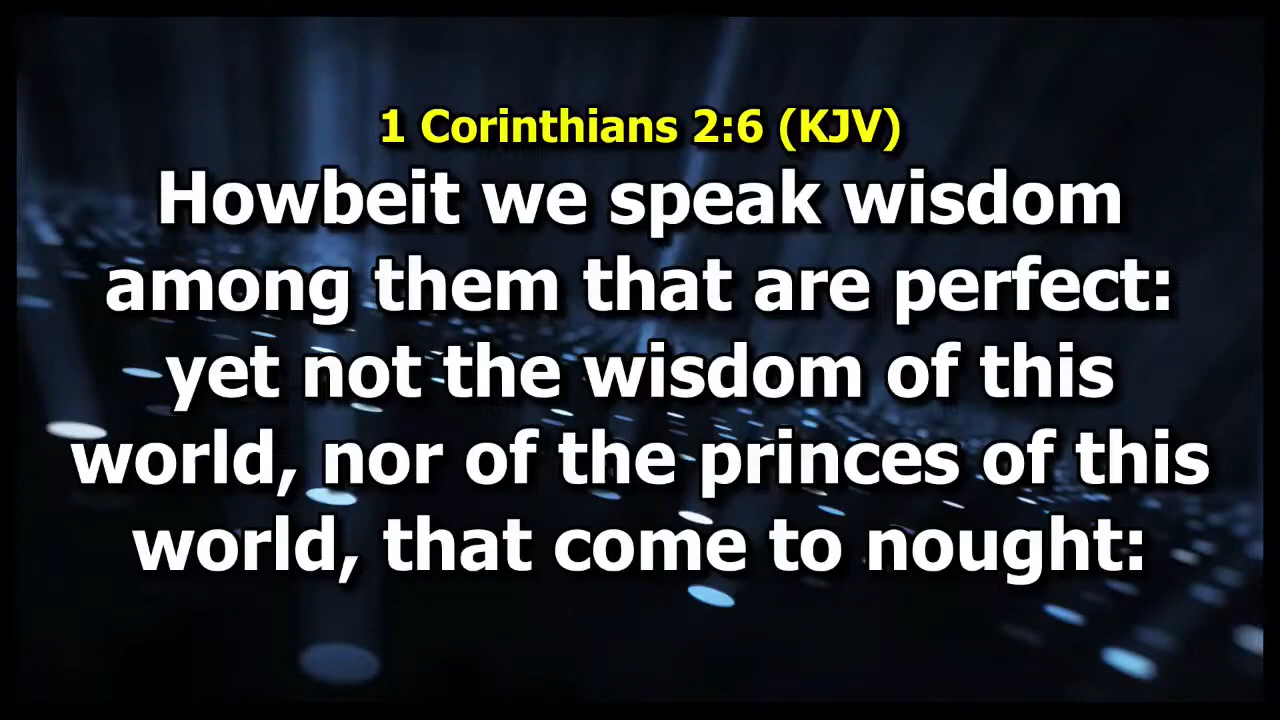 1 Corinthians 2:6 (KJV)
Howbeit we speak wisdom
among them that are perfect:
yet not the wisdom of this
world, nor of the princes of this
world, that come to nought: